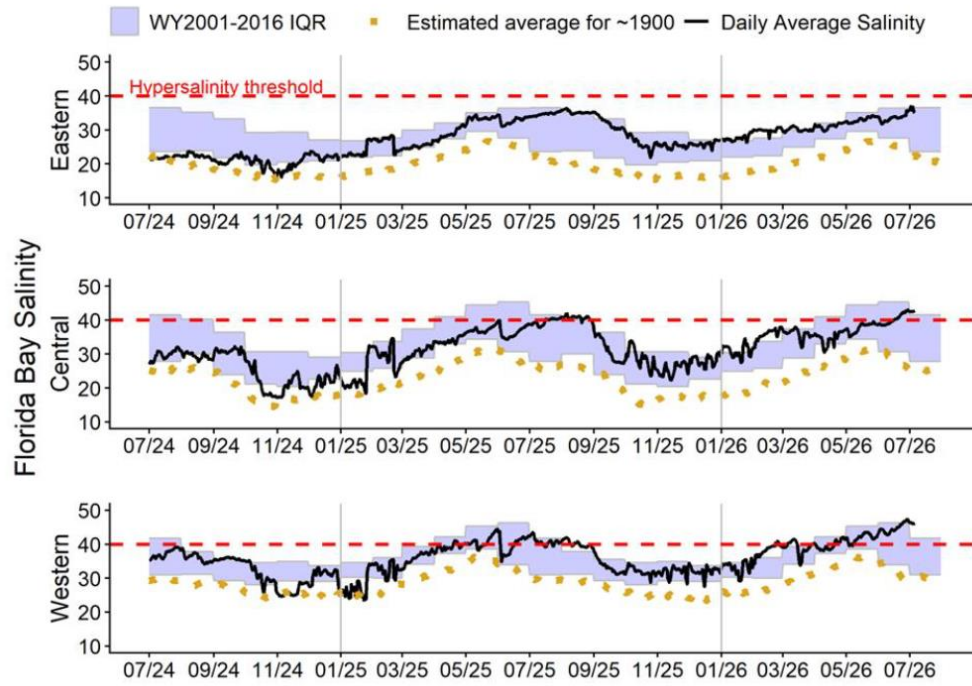 WY2001-2016 IQR Estimated average for ~1900 Daily Average Salinity
Florida Bay Salinity
Eastern
50
40
30
20
10
Hypersalinity threshold
07/24 09/24 11/24 01/25 03/25 05/25 07/25 09/25 11/25 01/26 03/26 05/26 07/26
Central
50
40
30
20
10
07/24 09/24 11/24 01/25 03/25 05/25 07/25 09/25 11/25 01/26 03/26 05/26 07/26
Western
50
40
30
20
10
07/24 09/24 11/24 01/25 03/25 05/25 07/25 09/25 11/25 01/26 03/26 05/26 07/26